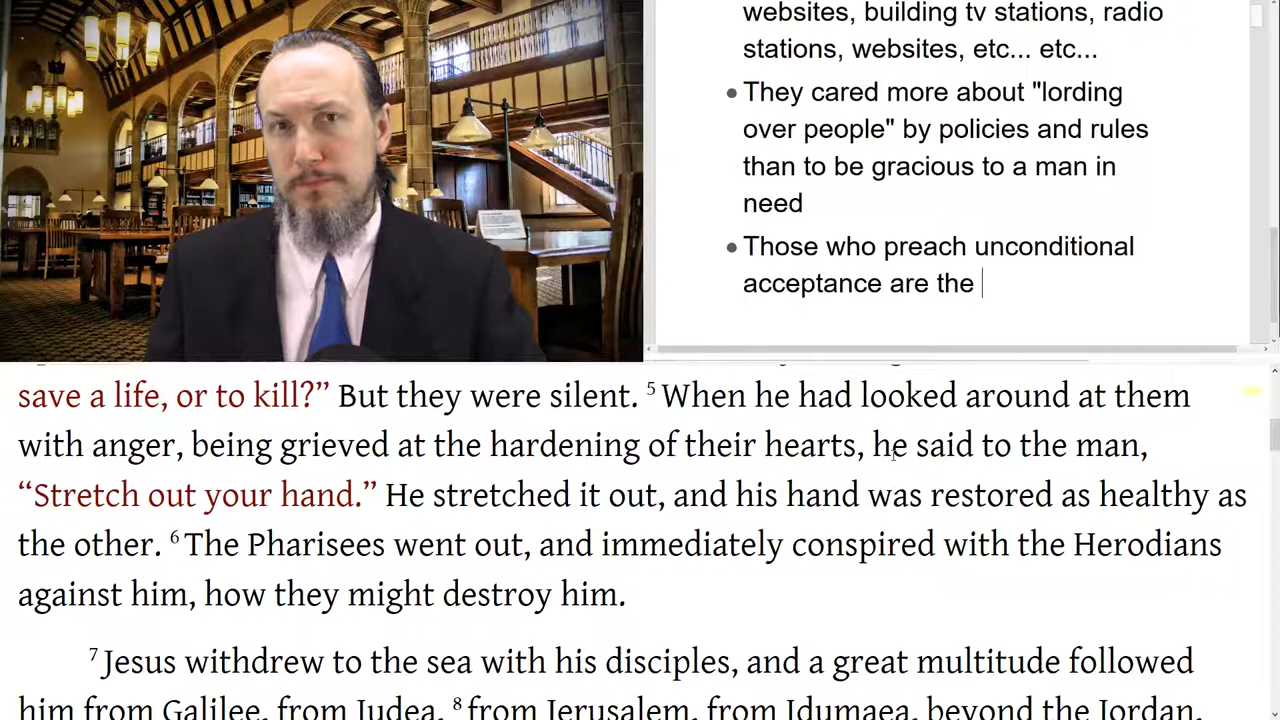 websites, building tv stations, radio
stations, websites, etc... etc...
• They cared more about "lording
over people" by policies and rules
than to be gracious to a man in
need
• Those who preach unconditional
acceptance are the
save a life, or to kill?” But they were silent. 5 When he had looked around at them
with anger, being grieved at the hardening of their hearts, he said to the man,
“Stretch out your hand.” He stretched it out, and his hand was restored as healthy as
the other. 6 The Pharisees went out, and immediately conspired with the Herodians
against him, how they might destroy him.
7 Jesus withdrew to the sea with his disciples, and a great multitude followed
him from Galilee, from Judea, 8 from Jerusalem, from Idumaea, beyond the Jordan,